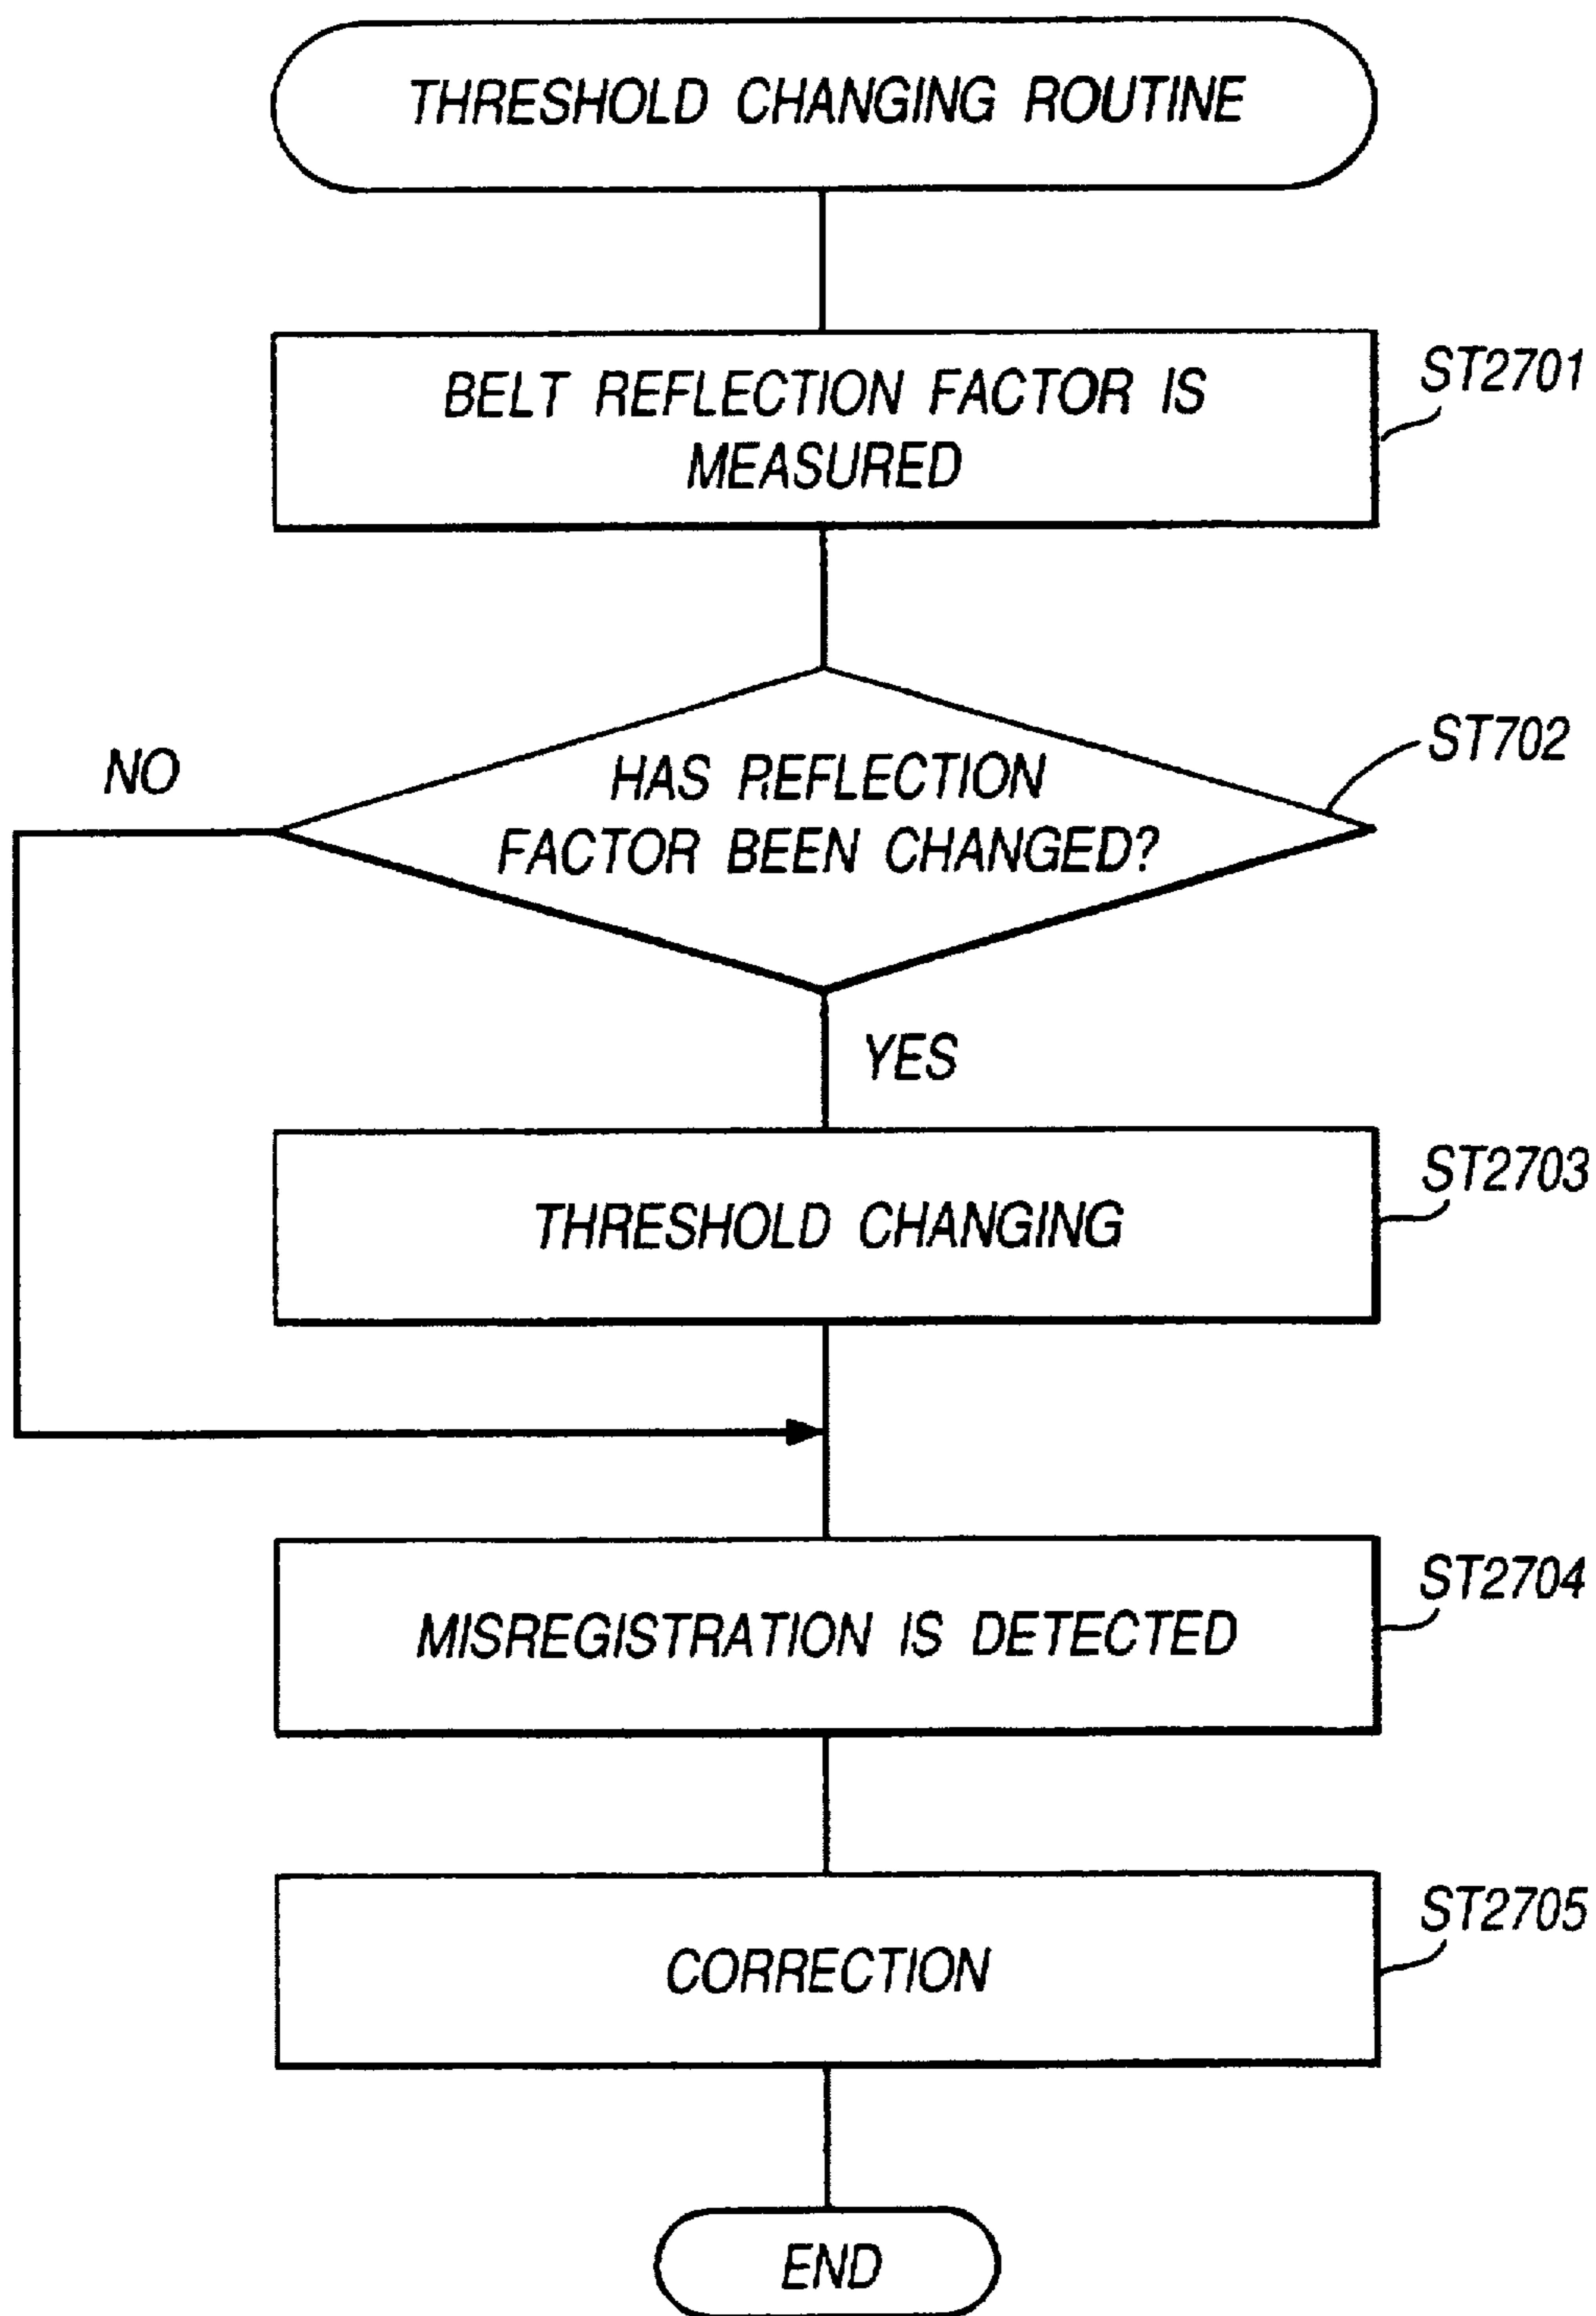 THRESHOLD CHANGING ROUTINE
BELT REFLECTION FACTOR IS
MEASURED
ST2701
HAS REFLECTION
FACTOR BEEN CHANGED?
ST702
NO
YES
THRESHOLD CHANGING
ST2703
MISREGISTRATION IS DETECTED
ST2704
CORRECTION
ST2705
END